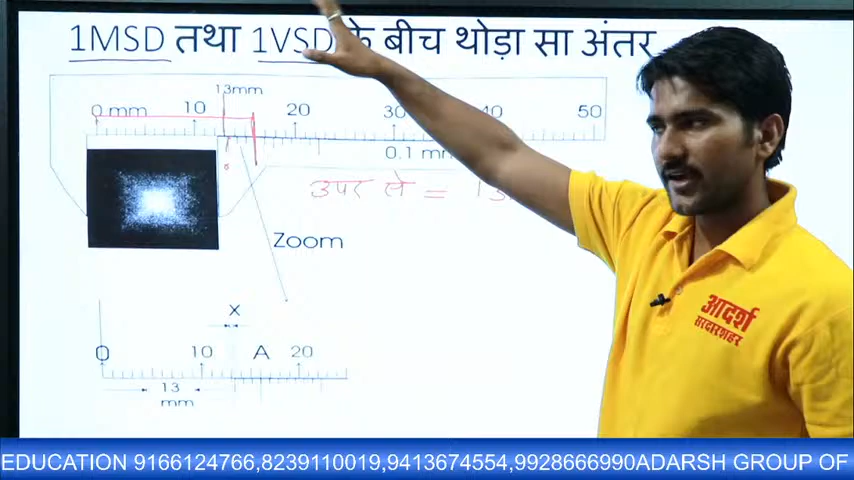 1MSD तथा 1VSD के बीच थोड़ा सा अंतर
13mm
0 mm 10 20 30 40 50
0.1 mm
उपर ले =
Zoom
x
0 10 A 20
13
mm
आदर्श
सरदारशहर
EDUCATION 9166124766,8239110019,9413674554,9928666990ADARSH GROUP OF